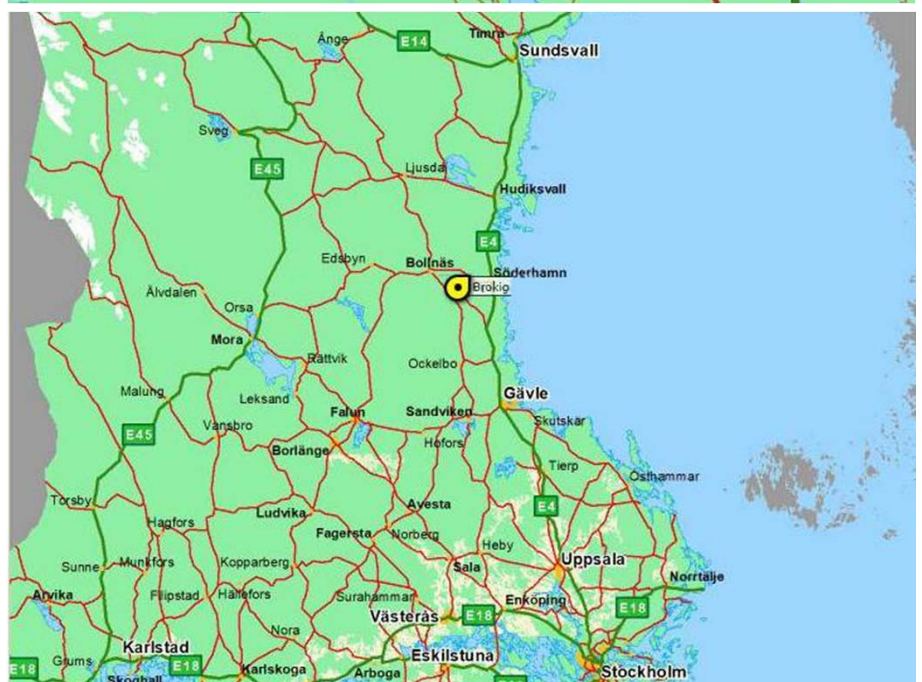 Timrå
Ånge
E14
Sundsvall
Sveg
E45
Ljusdal
Hudiksvall
E4
Edsbyn
Bollnäs
Söderhamn
Brokig
Älvdalen
Orsa
Mora
Rättvik
Ockelbo
Malung
Leksand
Gävle
Falun
Sandviken
Skutskär
Vansbro
E45
Hofors
Borlänge
Tierp
Östhammar
Torsby
Avesta
E4
Ludvika
Hagfors
Fagersta
Norberg
Heby
Uppsala
Sunne
Munkfors
Kopparberg
Sala
Norrtälje
Arvika
Filipstad
Hällefors
Surahammar
Enköping
E18
Västerås
E18
Nora
Karlstad
Eskilstuna
Grums
E18
E18
Karlskoga
Arboga
Stockholm
Skoghall